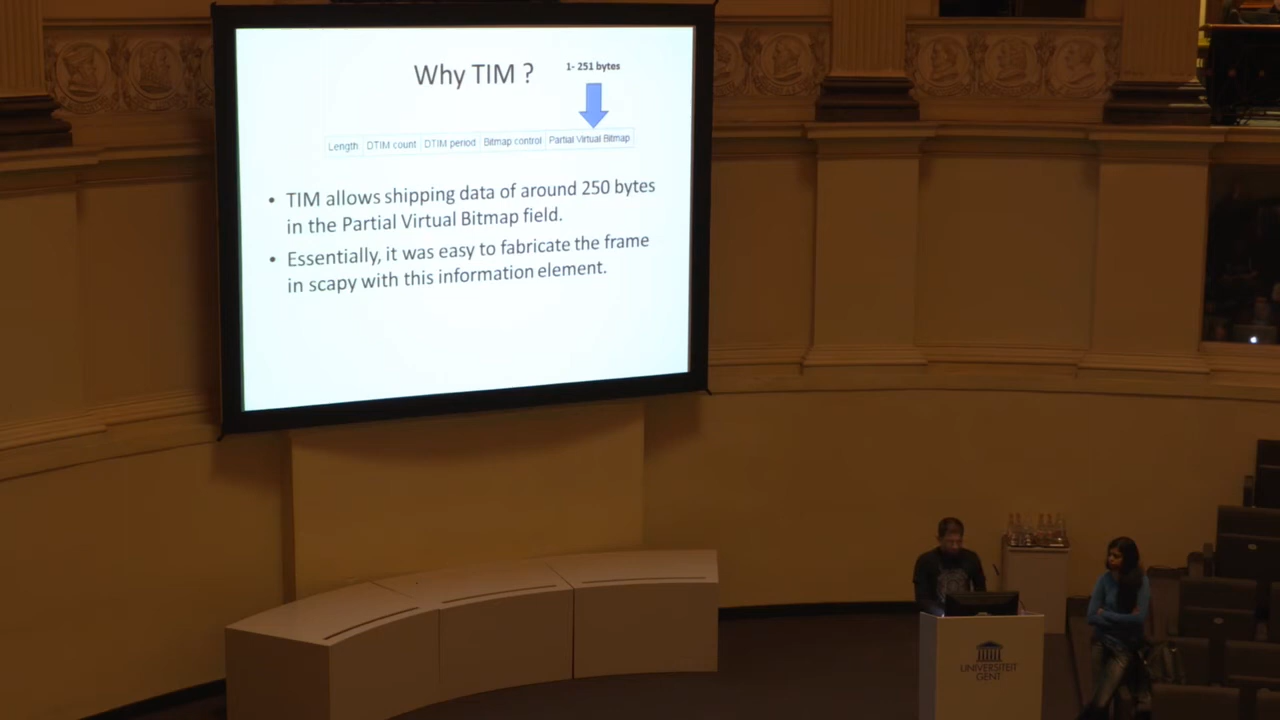 Why TIM ?
1- 251 bytes
Length DTIM count DTIM period Bitmap control Partial Virtual Bitmap
• TIM allows shipping data of around 250 bytes
in the Partial Virtual Bitmap field.
• Essentially, it was easy to fabricate the frame
in scapy with this information element.
UNIVERSITEIT
GENT